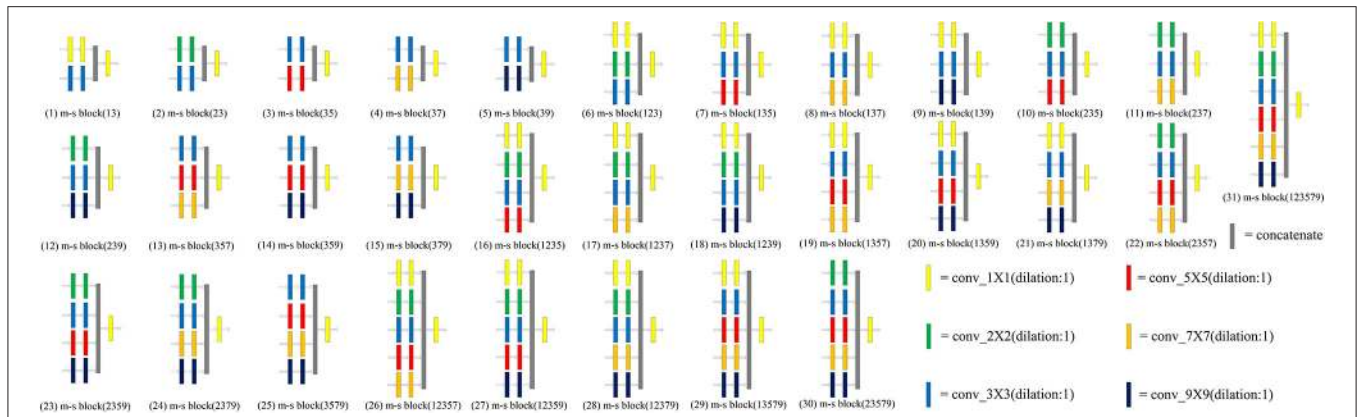 (1) m-s block(13)
(2) m-s block(23)
(3) m-s block(35)
(4) m-s block(37)
(5) m-s block(39)
(6) m-s block(123)
(7) m-s block(135)
(8) m-s block(137)
(9) m-s block(139)
(10) m-s block(235)
(11) m-s block(237)
(31) m-s block(123579)
(12) m-s block(239)
(13) m-s block(357)
(14) m-s block(359)
(15) m-s block(379)
(16) m-s block(1235)
(17) m-s block(1237)
(18) m-s block(1239)
(19) m-s block(1357)
(20) m-s block(1359)
(21) m-s block(1379)
(22) m-s block(2357)
= concatenate
(23) m-s block(2359)
(24) m-s block(2379)
(25) m-s block(3579)
(26) m-s block(12357)
(27) m-s block(12359)
(28) m-s block(12379)
(29) m-s block(13579)
(30) m-s block(23579)
= conv_1X1(dilation:1)
= conv_5X5(dilation:1)
= conv_2X2(dilation:1)
= conv_7X7(dilation:1)
= conv_3X3(dilation:1)
= conv_9X9(dilation:1)